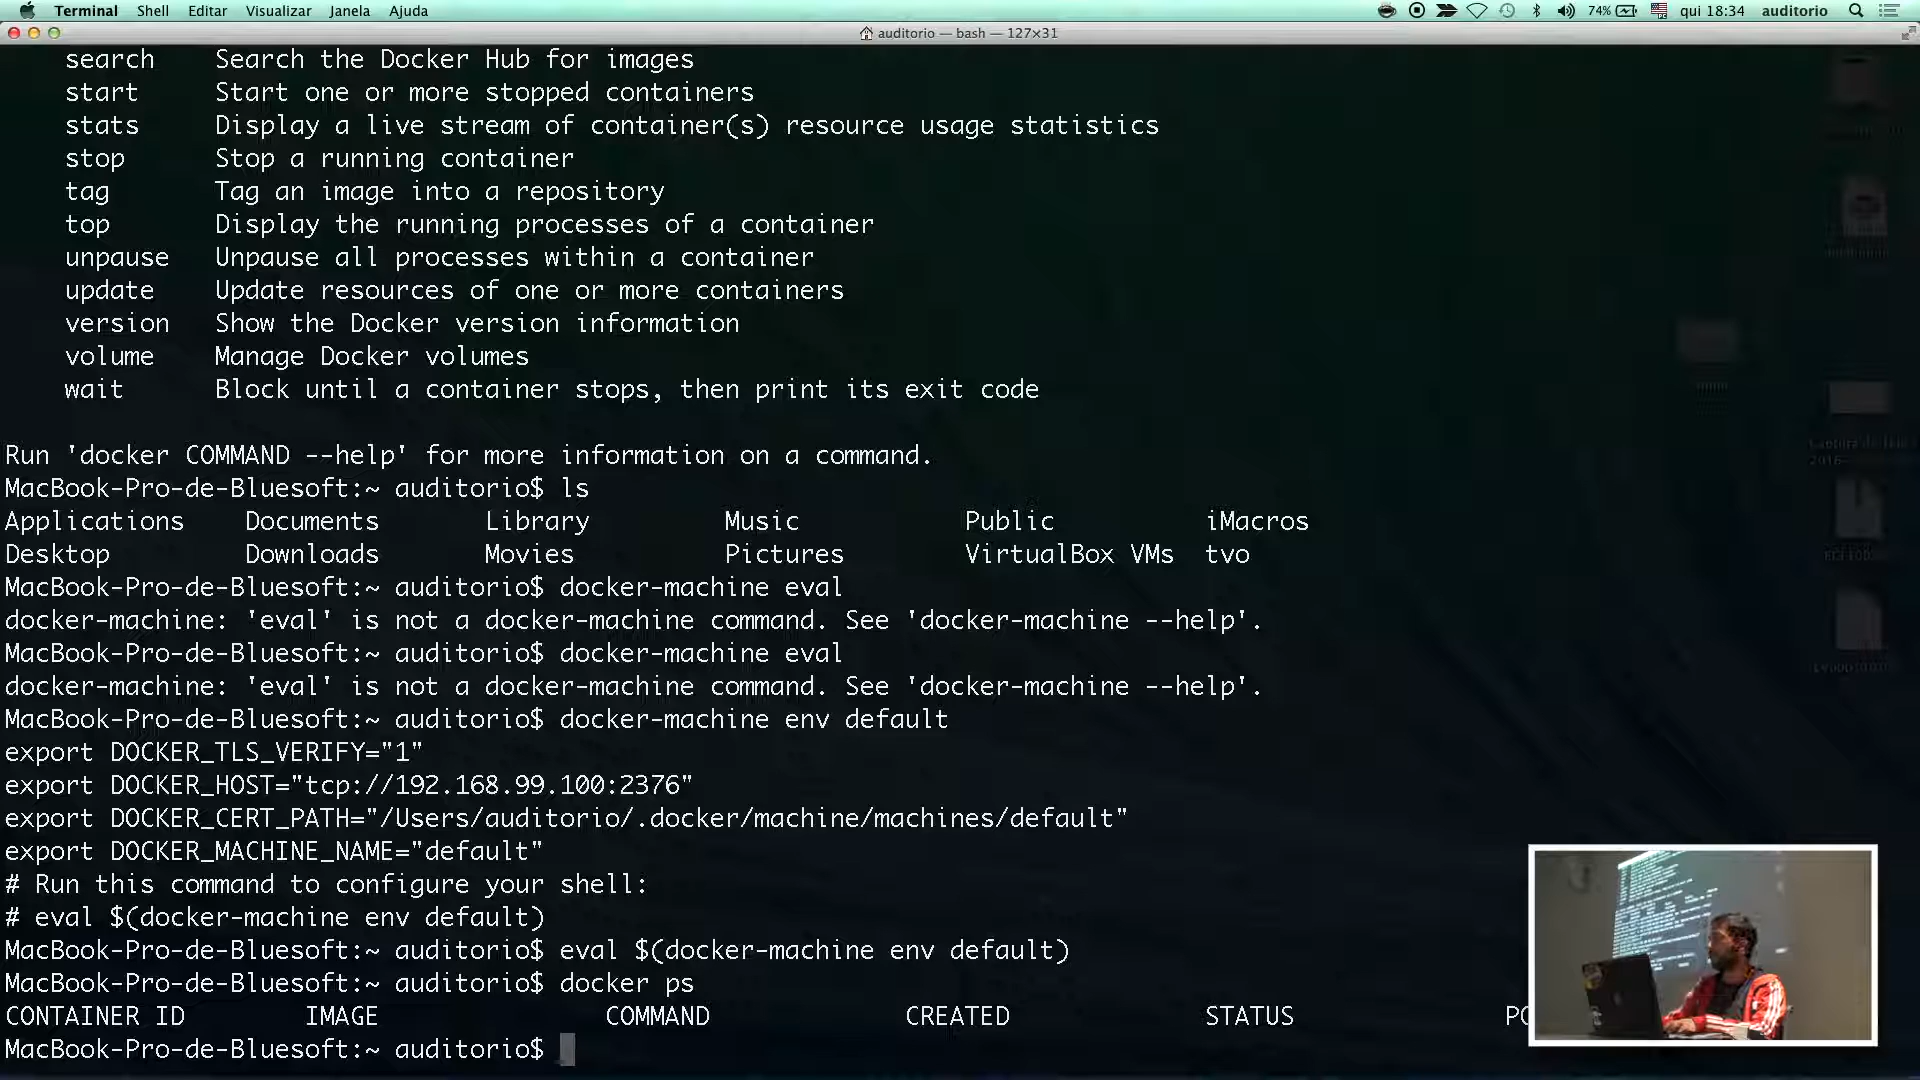 Terminal Shell Editar Visualizar Janela Ajuda 74% qui 18:34 auditorio
auditorio — bash — 127×31
search Search the Docker Hub for images
start Start one or more stopped containers
stats Display a live stream of container(s) resource usage statistics
stop Stop a running container
tag Tag an image into a repository
top Display the running processes of a container
unpause Unpause all processes within a container
update Update resources of one or more containers
version Show the Docker version information
volume Manage Docker volumes
wait Block until a container stops, then print its exit code
Run 'docker COMMAND --help' for more information on a command.
MacBook-Pro-de-Bluesoft:~ auditorio$ ls
Applications Documents Library Music Public iMacros
Desktop Downloads Movies Pictures VirtualBox VMs tvo
MacBook-Pro-de-Bluesoft:~ auditorio$ docker-machine eval
docker-machine: 'eval' is not a docker-machine command. See 'docker-machine --help'.
MacBook-Pro-de-Bluesoft:~ auditorio$ docker-machine eval
docker-machine: 'eval' is not a docker-machine command. See 'docker-machine --help'.
MacBook-Pro-de-Bluesoft:~ auditorio$ docker-machine env default
export DOCKER_TLS_VERIFY="1"
export DOCKER_HOST="tcp://192.168.99.100:2376"
export DOCKER_CERT_PATH="/Users/auditorio/.docker/machine/machines/default"
export DOCKER_MACHINE_NAME="default"
# Run this command to configure your shell:
# eval $(docker-machine env default)
MacBook-Pro-de-Bluesoft:~ auditorio$ eval $(docker-machine env default)
MacBook-Pro-de-Bluesoft:~ auditorio$ docker ps
CONTAINER ID IMAGE COMMAND CREATED STATUS
MacBook-Pro-de-Bluesoft:~ auditorio$